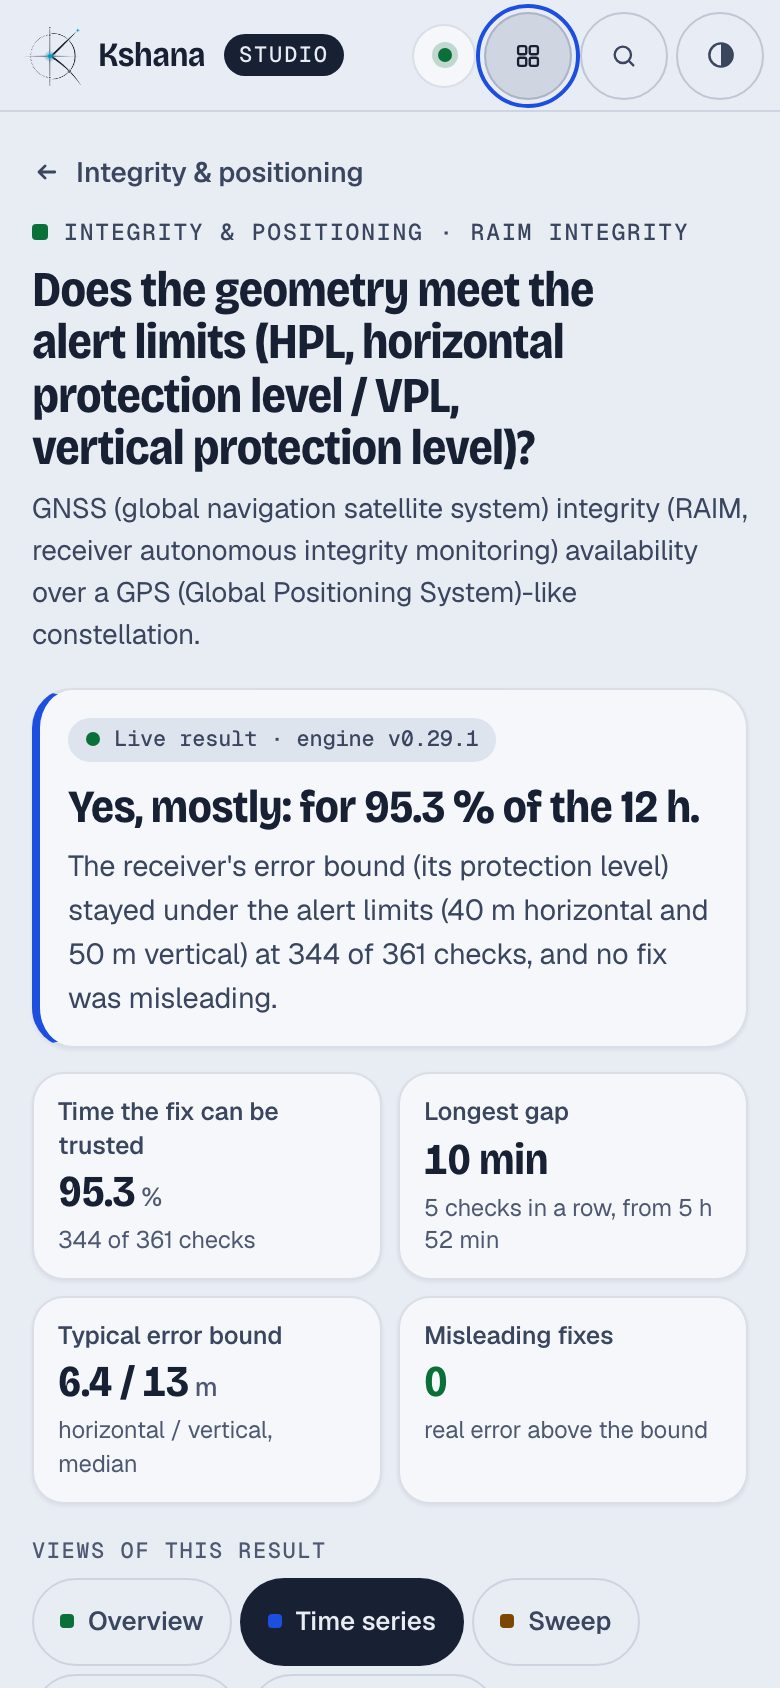 Kshana STUDIO
← Integrity & positioning
INTEGRITY & POSITIONING · RAIM INTEGRITY
Does the geometry meet the
alert limits (HPL, horizontal
protection level / VPL,
vertical protection level)?
GNSS (global navigation satellite system) integrity (RAIM,
receiver autonomous integrity monitoring) availability
over a GPS (Global Positioning System)-like
constellation.
Live result · engine v0.29.1
Yes, mostly: for 95.3 % of the 12 h.
The receiver's error bound (its protection level)
stayed under the alert limits (40 m horizontal and
50 m vertical) at 344 of 361 checks, and no fix
was misleading.
Time the fix can be
trusted
95.3 %
344 of 361 checks
Longest gap
10 min
5 checks in a row, from 5 h
52 min
Typical error bound
6.4 / 13 m
horizontal / vertical,
median
Misleading fixes
0
real error above the bound
VIEWS OF THIS RESULT
Overview
Time series
Sweep